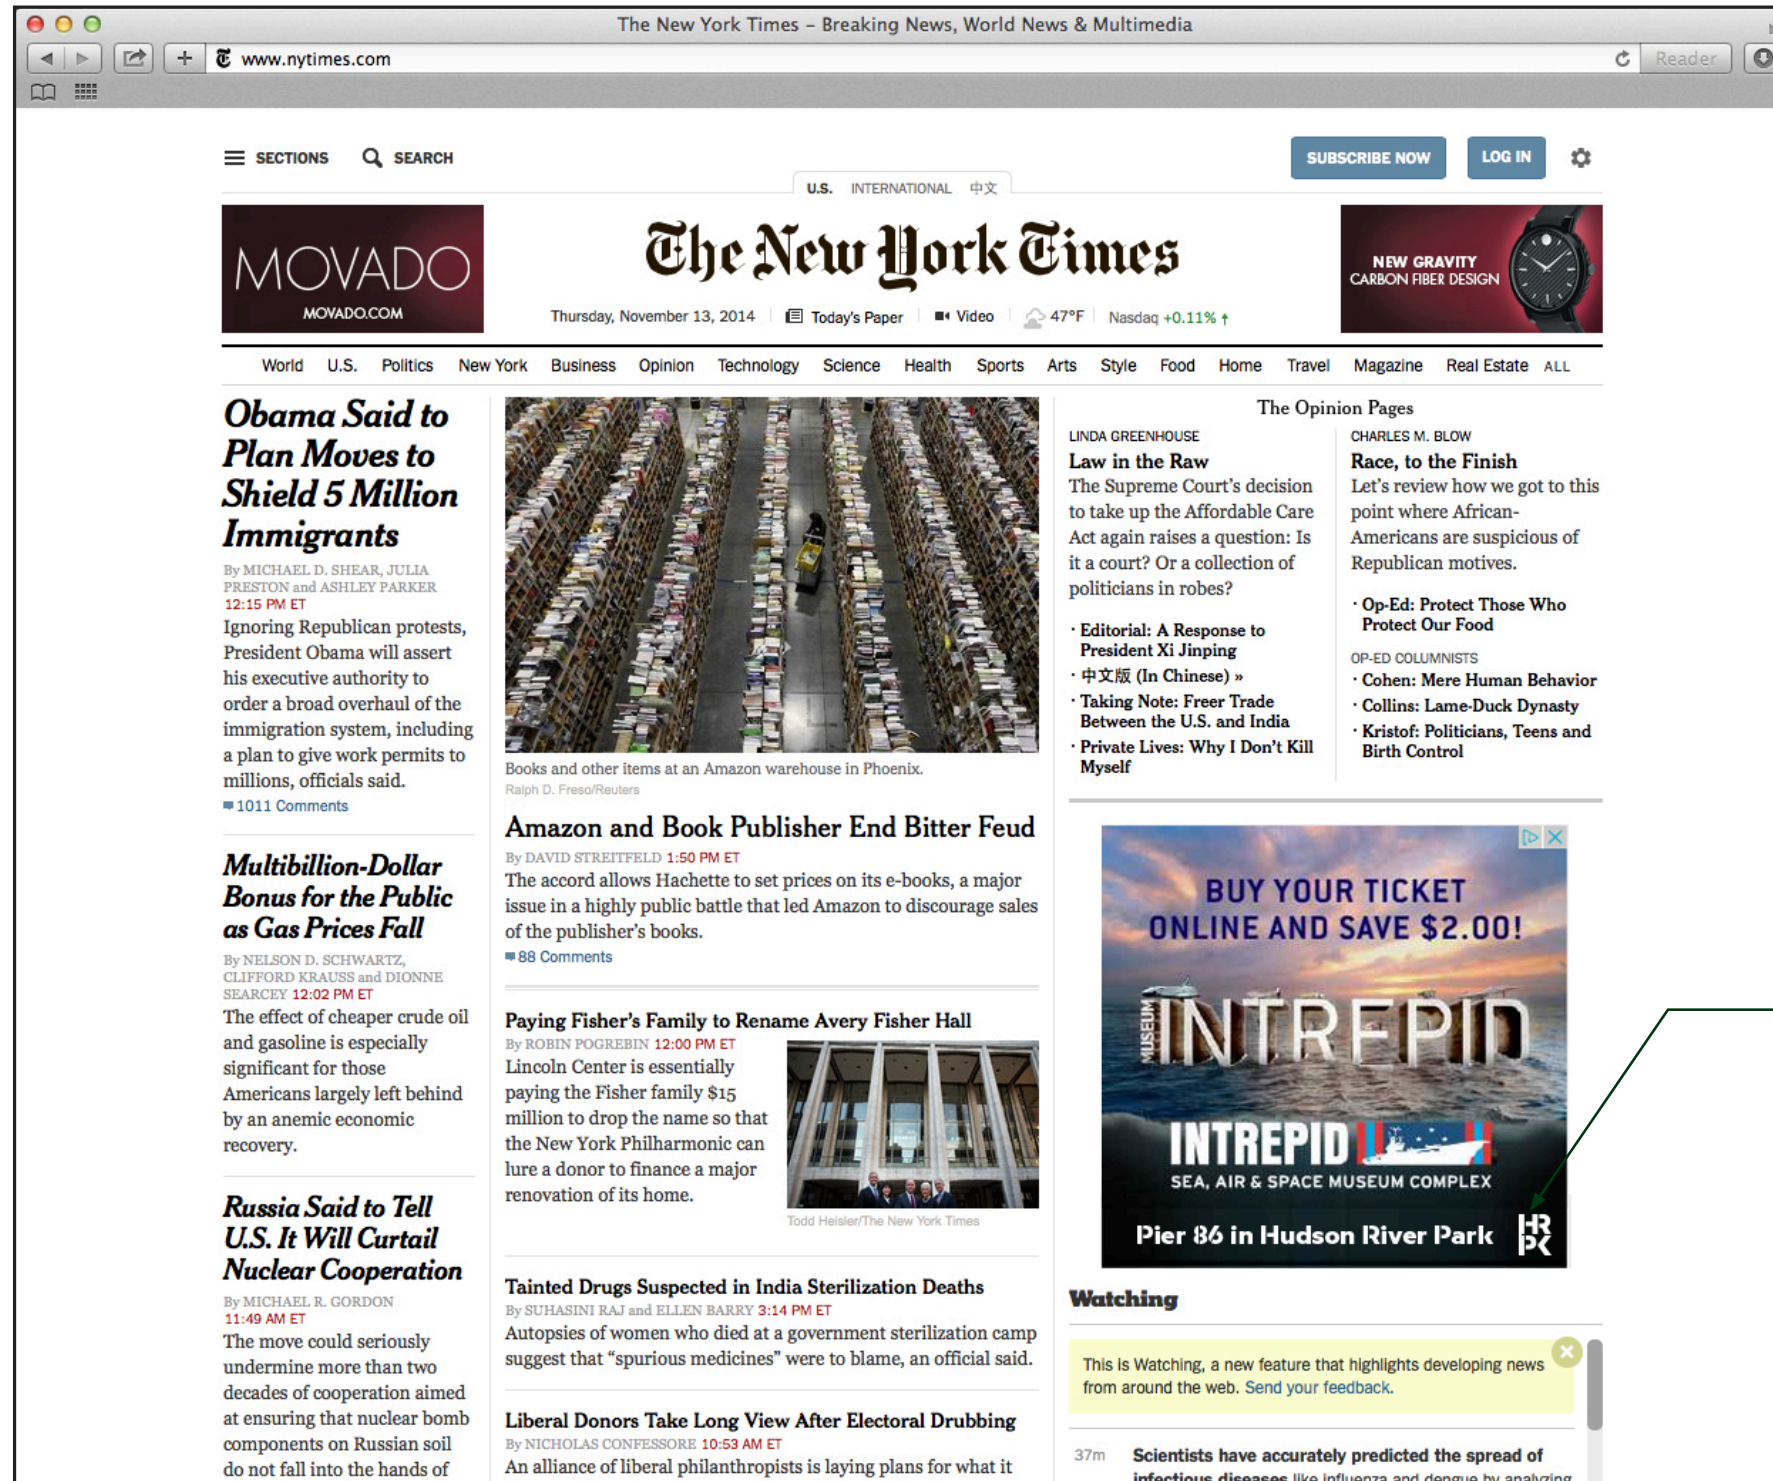 The New York Times – Breaking News, World News & Multimedia
www.nytimes.com
Reader
SECTIONS
SEARCH
SUBSCRIBE NOW
LOG IN
U.S. INTERNATIONAL 中文
MOVADO
MOVADO.COM
The New York Times
NEW GRAVITY
CARBON FIBER DESIGN
Thursday, November 13, 2014
Today's Paper
Video
47°F
Nasdaq +0.11%
World U.S. Politics New York Business Opinion Technology Science Health Sports Arts Style Food Home Travel Magazine Real Estate ALL
Obama Said to
Plan Moves to
Shield 5 Million
Immigrants
By MICHAEL D. SHEAR, JULIA
PRESTON and ASHLEY PARKER
12:15 PM ET
Ignoring Republican protests,
President Obama will assert
his executive authority to
order a broad overhaul of the
immigration system, including
a plan to give work permits to
millions, officials said.
1011 Comments
Multibillion-Dollar
Bonus for the Public
as Gas Prices Fall
By NELSON D. SCHWARTZ,
CLIFFORD KRAUSS and DIONNE
SEARCEY 12:02 PM ET
The effect of cheaper crude oil
and gasoline is especially
significant for those
Americans largely left behind
by an anemic economic
recovery.
Russia Said to Tell
U.S. It Will Curtail
Nuclear Cooperation
By MICHAEL R. GORDON
11:49 AM ET
The move could seriously
undermine more than two
decades of cooperation aimed
at ensuring that nuclear bomb
components on Russian soil
do not fall into the hands of
Books and other items at an Amazon warehouse in Phoenix.
Ralph D. Freso/Reuters
Amazon and Book Publisher End Bitter Feud
By DAVID STREITFELD 1:50 PM ET
The accord allows Hachette to set prices on its e-books, a major
issue in a highly public battle that led Amazon to discourage sales
of the publisher's books.
88 Comments
Paying Fisher's Family to Rename Avery Fisher Hall
By ROBIN POGREBIN 12:00 PM ET
Lincoln Center is essentially
paying the Fisher family $15
million to drop the name so that
the New York Philharmonic can
lure a donor to finance a major
renovation of its home.
Todd Heisler/The New York Times
Tainted Drugs Suspected in India Sterilization Deaths
By SUHASINI RAJ and ELLEN BARRY 3:14 PM ET
Autopsies of women who died at a government sterilization camp
suggest that “spurious medicines” were to blame, an official said.
Liberal Donors Take Long View After Electoral Drubbing
By NICHOLAS CONFESSORE 10:53 AM ET
An alliance of liberal philanthropists is laying plans for what it
The Opinion Pages
LINDA GREENHOUSE
Law in the Raw
The Supreme Court's decision
to take up the Affordable Care
Act again raises a question: Is
it a court? Or a collection of
politicians in robes?
· Editorial: A Response to
President Xi Jinping
· 中文版 (In Chinese) »
· Taking Note: Freer Trade
Between the U.S. and India
· Private Lives: Why I Don't Kill
Myself
CHARLES M. BLOW
Race, to the Finish
Let's review how we got to this
point where African-
Americans are suspicious of
Republican motives.
· Op-Ed: Protect Those Who
Protect Our Food
OP-ED COLUMNISTS
· Cohen: Mere Human Behavior
· Collins: Lame-Duck Dynasty
· Kristof: Politicians, Teens and
Birth Control
BUY YOUR TICKET
ONLINE AND SAVE $2.00!
MUSEUM
INTREPID
INTREPID
SEA, AIR & SPACE MUSEUM COMPLEX
Pier 86 in Hudson River Park
HR
PK
Watching
This is Watching, a new feature that highlights developing news
from around the web. Send your feedback.
37m
Scientists have accurately predicted the spread of
infectious diseases like influenza and dengue by analyzing